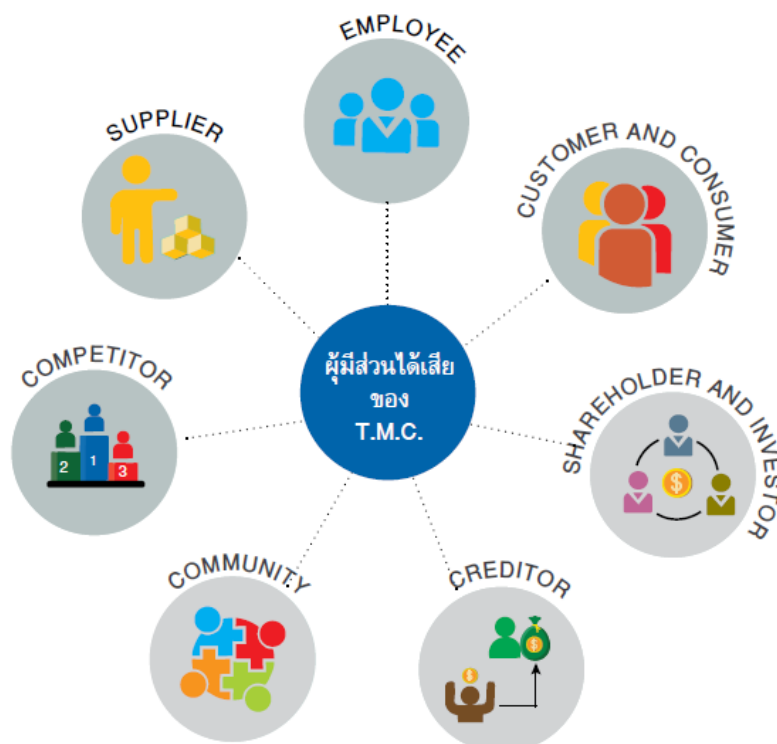 EMPLOYEE
CUSTOMER AND CONSUMER
SHAREHOLDER AND INVESTOR
CREDITOR
COMMUNITY
COMPETITOR
SUPPLIER
ผุ้มีส่วนได้เสีย
ของ
T.M.C.
2
1
3
$
$
$
$